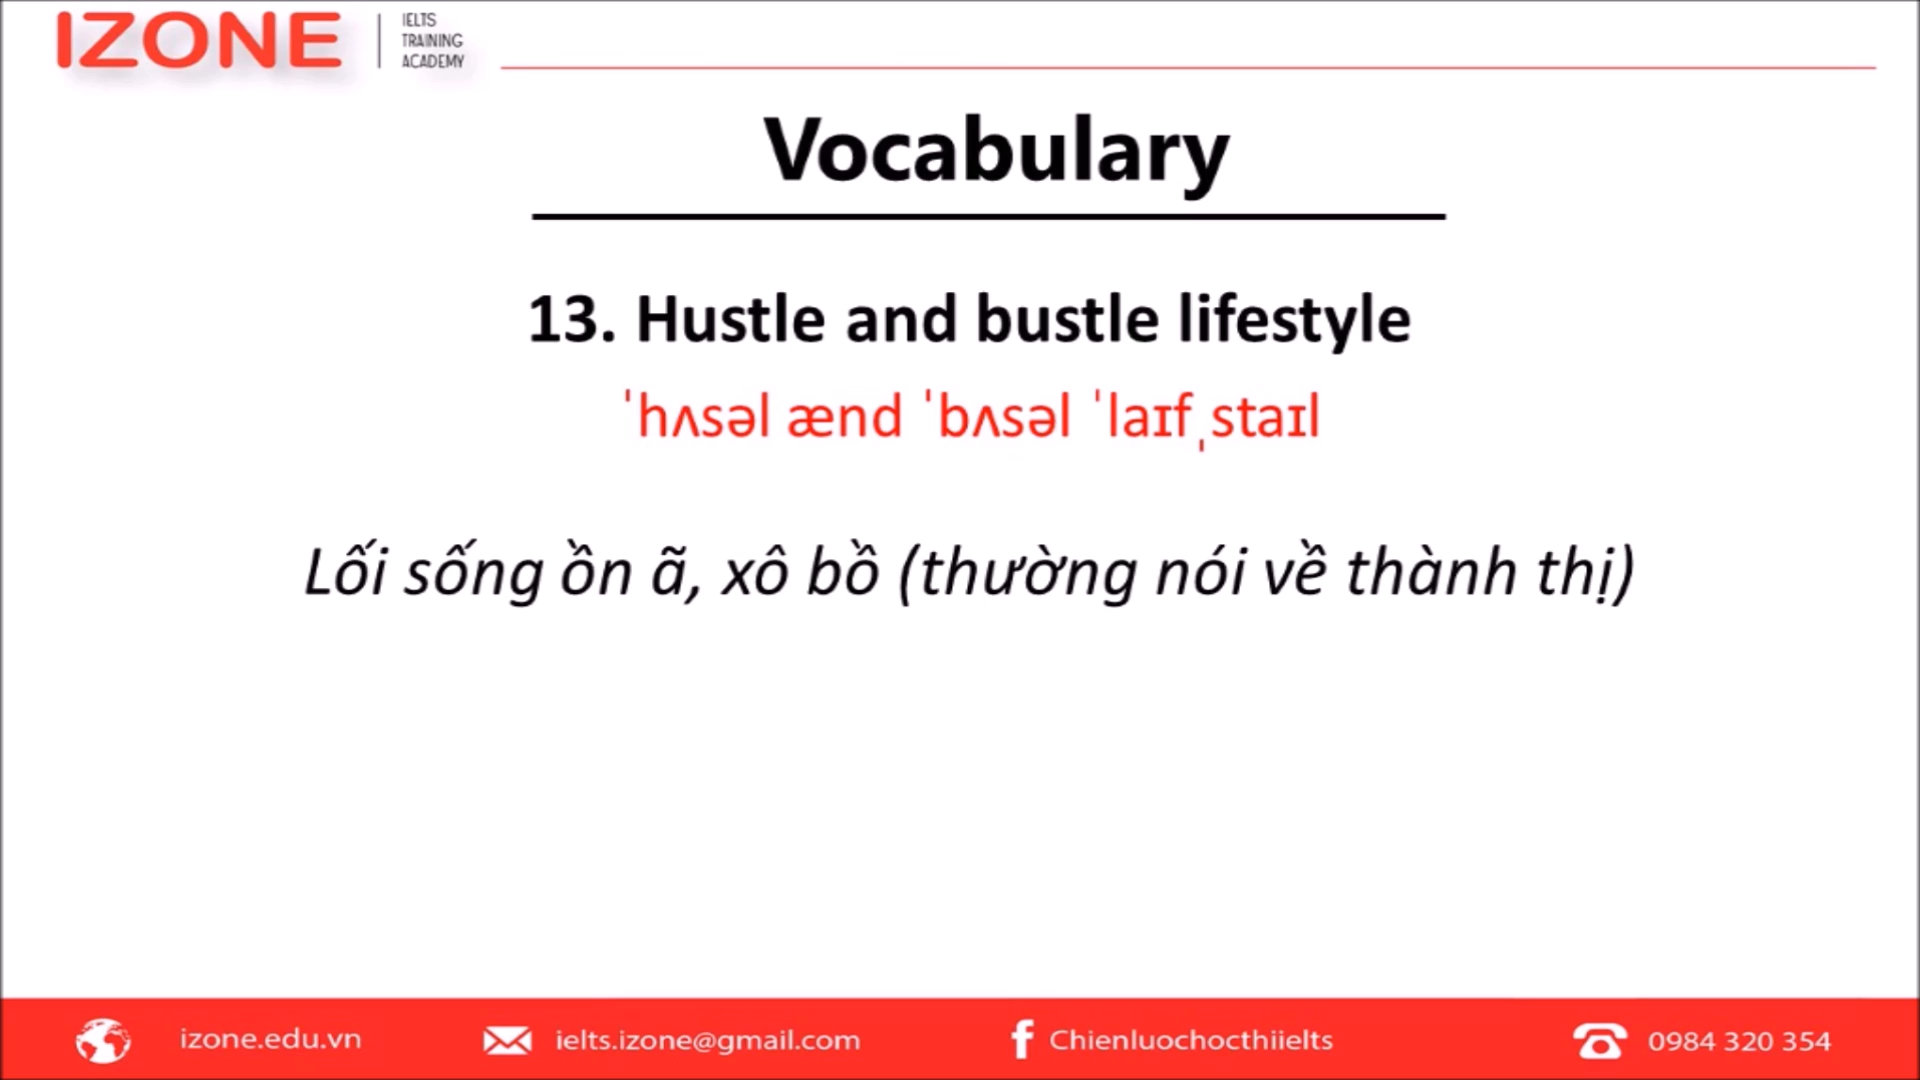 IZONE
IELTS
TRAINING
ACADEMY
Vocabulary
13. Hustle and bustle lifestyle
ˈhʌsəl ænd ˈbʌsəl ˈlaɪfˌstaɪl
Lối sống ồn ã, xô bồ (thường nói về thành thị)
izone.edu.vn
ielts.izone@gmail.com
Chienluochocthiielts
0984 320 354